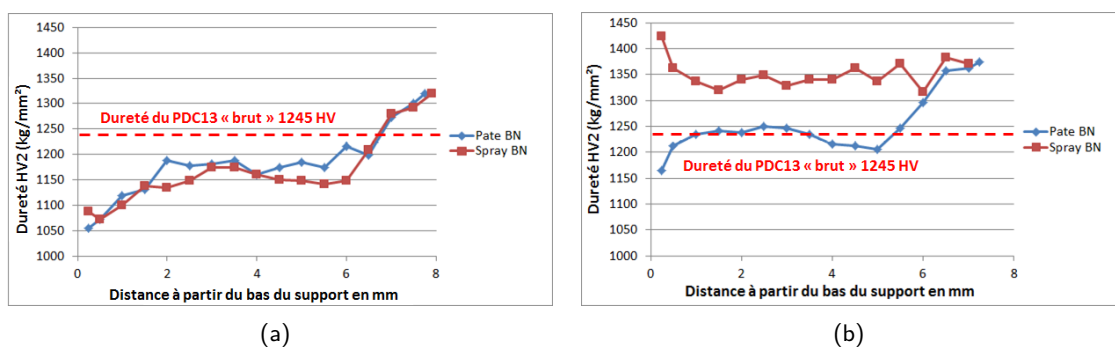 1450
1400
1350
1300
1250
1200
1150
1100
1050
1000
Dureté HV2 (kg/mm²)
Dureté du PDC13 « brut » 1245 HV
Pate BN
Spray BN
0 2 4 6 8
Distance à partir du bas du support en mm
(a)
1450
1400
1350
1300
1250
1200
1150
1100
1050
1000
Dureté HV2 (kg/mm²)
Dureté du PDC13 « brut » 1245 HV
Pate BN
Spray BN
0 2 4 6 8
Distance à partir du bas du support en mm
(b)